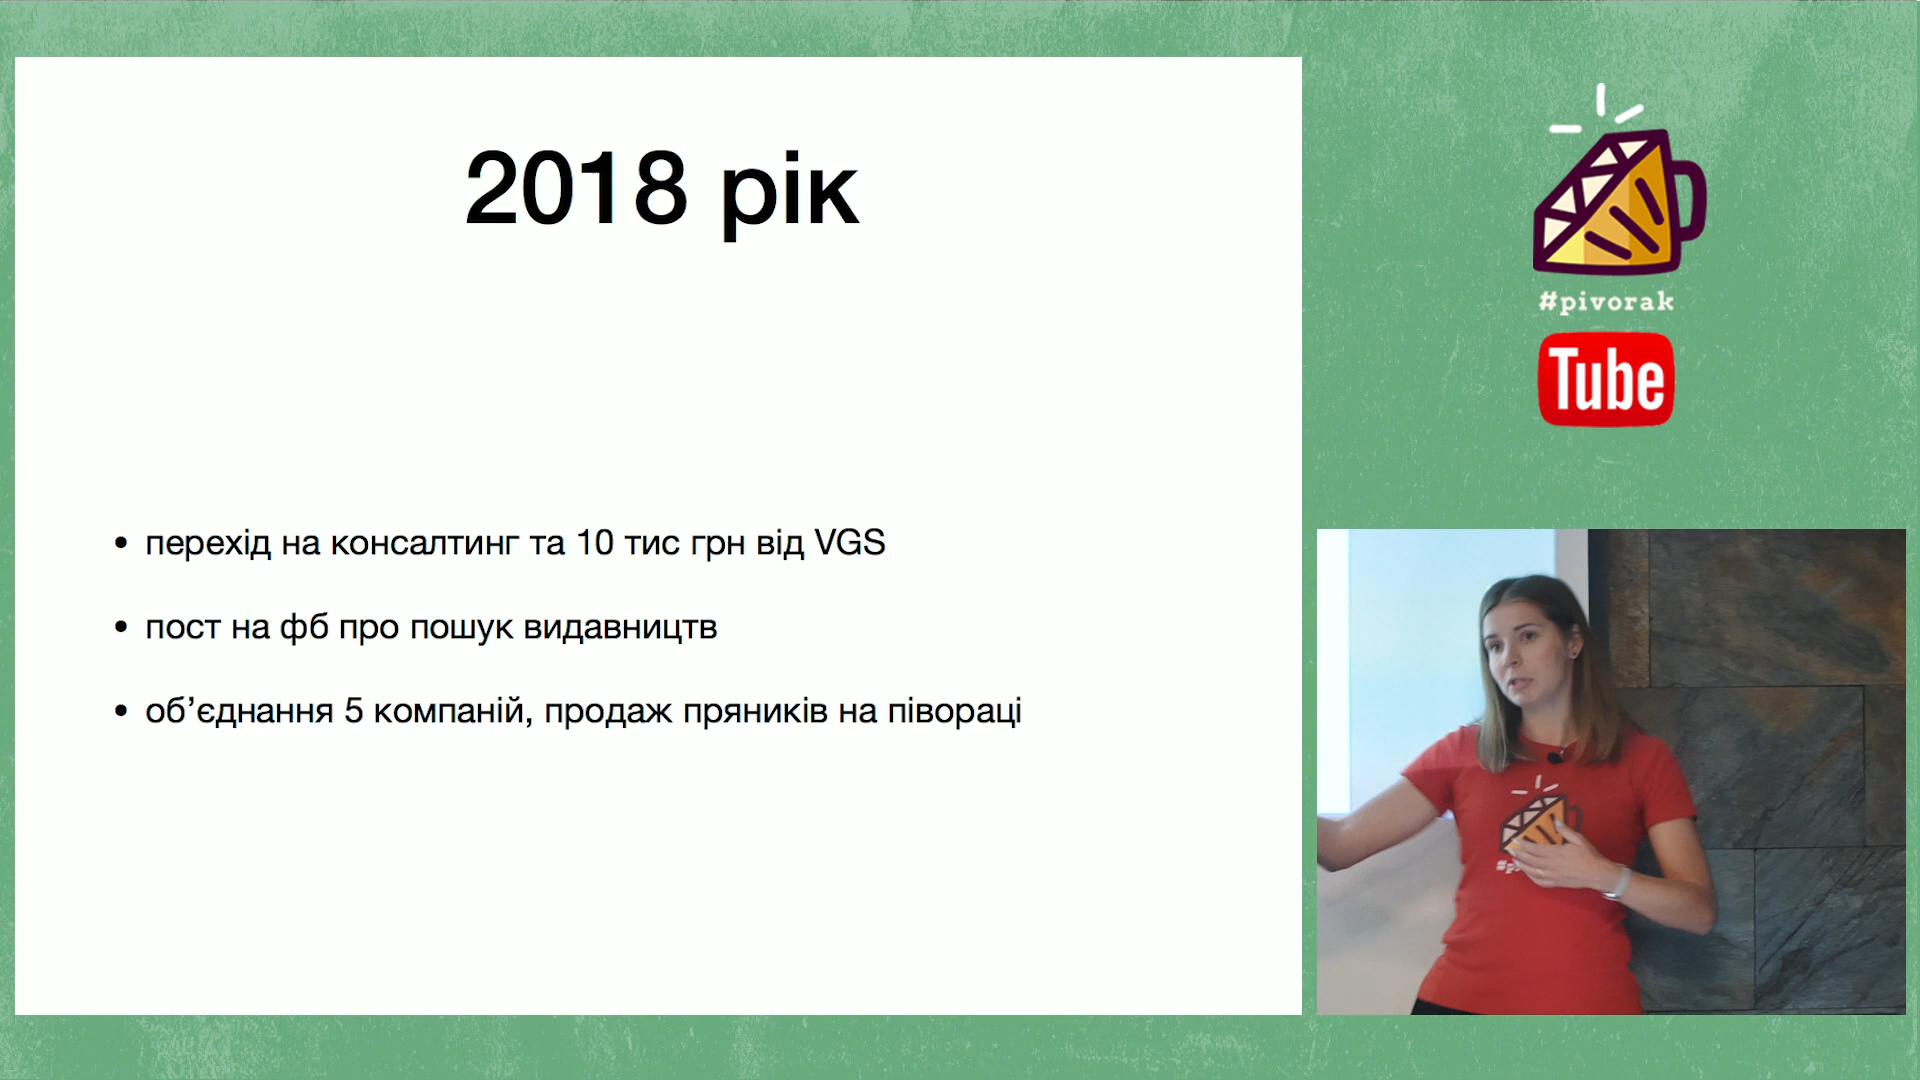 2018 рік
• перехід на консалтинг та 10 тис грн від VGS
• пост на фб про пошук видавництв
• об’єднання 5 компаній, продаж пряників на півораці
#pivorak
Tube